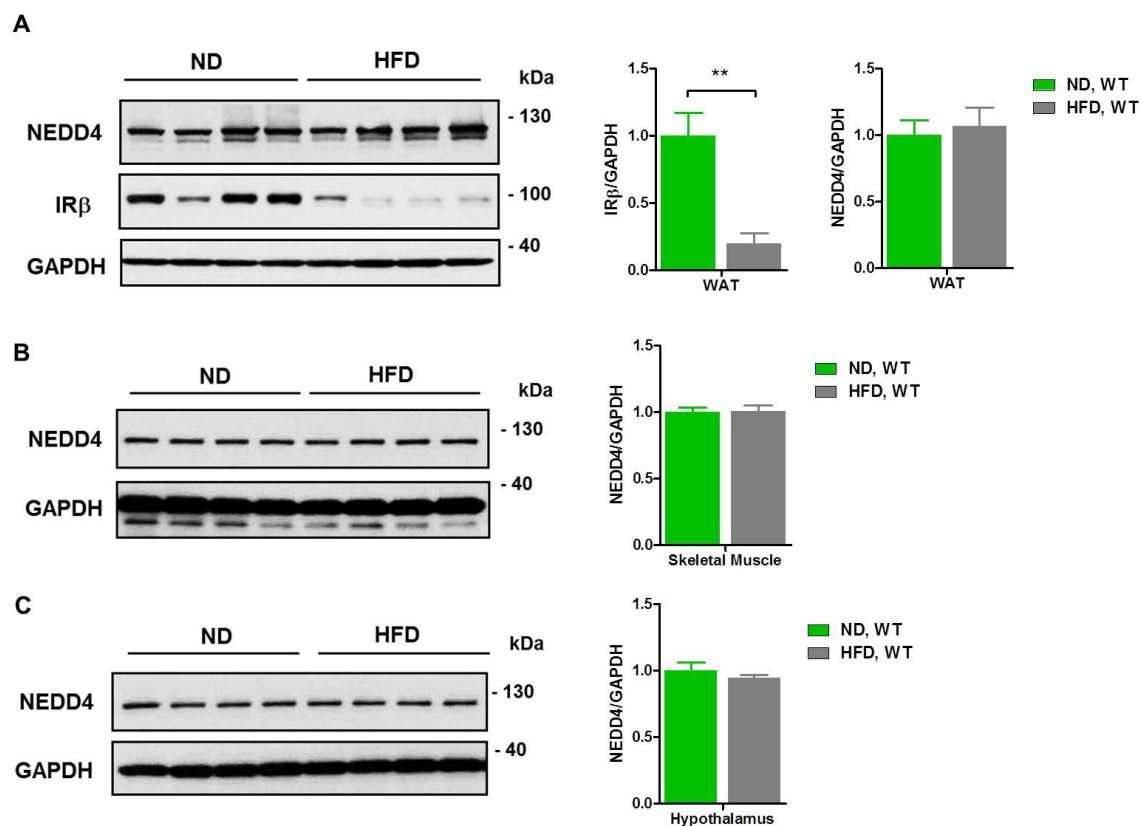 A
ND HFD
kDa
NEDD4
- 130
IRβ
- 100
GAPDH
- 40
1.5
1.0
0.5
0.0
IRβ/GAPDH
**
WAT
1.5
1.0
0.5
0.0
NEDD4/GAPDH
WAT
ND, WT
HFD, WT
B
ND HFD
kDa
NEDD4
- 130
GAPDH
- 40
1.5
1.0
0.5
0.0
NEDD4/GAPDH
Skeletal Muscle
ND, WT
HFD, WT
C
ND HFD
kDa
NEDD4
- 130
GAPDH
- 40
1.5
1.0
0.5
0.0
NEDD4/GAPDH
Hypothalamus
ND, WT
HFD, WT